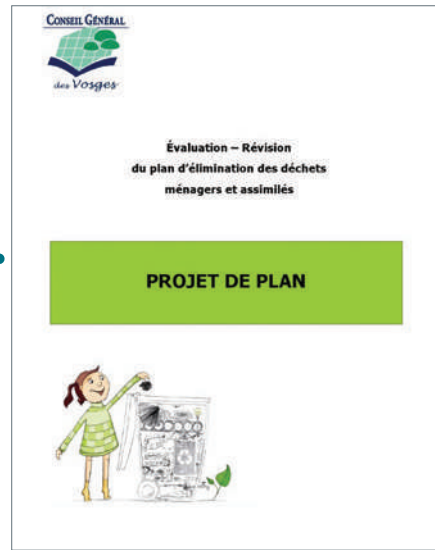 CONSEIL GÉNÉRAL
des Vosges
Évaluation – Révision
du plan d'élimination des déchets
ménagers et assimilés
PROJET DE PLAN